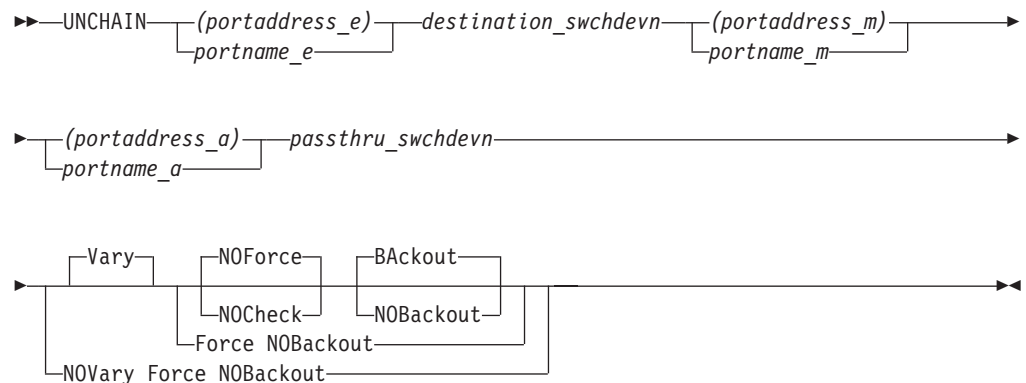 UNCHAIN (portaddress_e) destination_swchdevn (portaddress_m)
portname_e portname_m
(portaddress_a) passthru_swchdevn
portname_a
Vary NOForce BAckout
NOCheck NOBackout
Force NOBackout
NOVary Force NOBackout